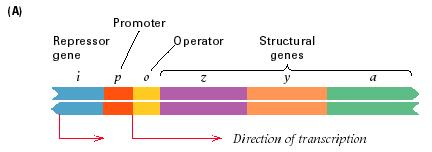 (A)
Promoter
Repressor gene
Operator
Structural genes
i p o z y a
Direction of transcription